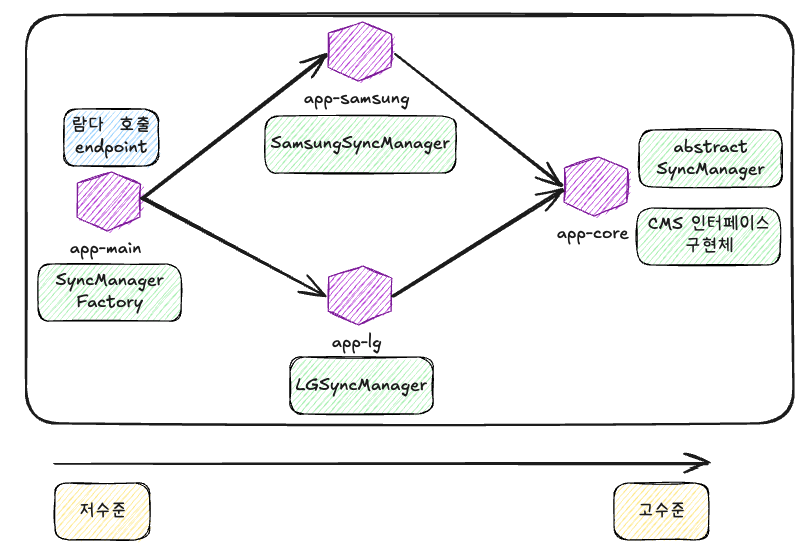 app-samsung
SamsungSyncManager
람다 호출
endpoint
app-main
SyncManager
Factory
abstract
SyncManager
app-core
CMS 인터페이스
구현체
app-lg
LGSyncManager
저수준
고수준